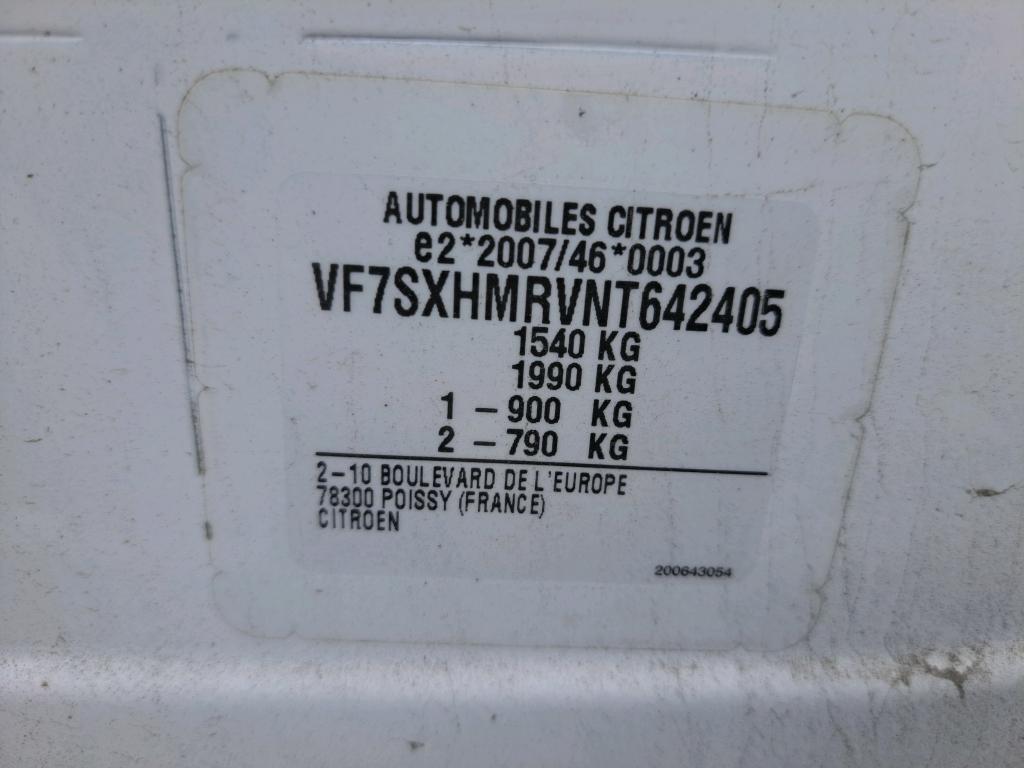 AUTOMOBILES CITROEN
e2*2007/46*0003
VF7SXHMRVNT642405
1540 KG
1990 KG
1 – 900 KG
2 – 790 KG
2–10 BOULEVARD DE L'EUROPE
78300 POISSY (FRANCE)
CITROEN
200643054